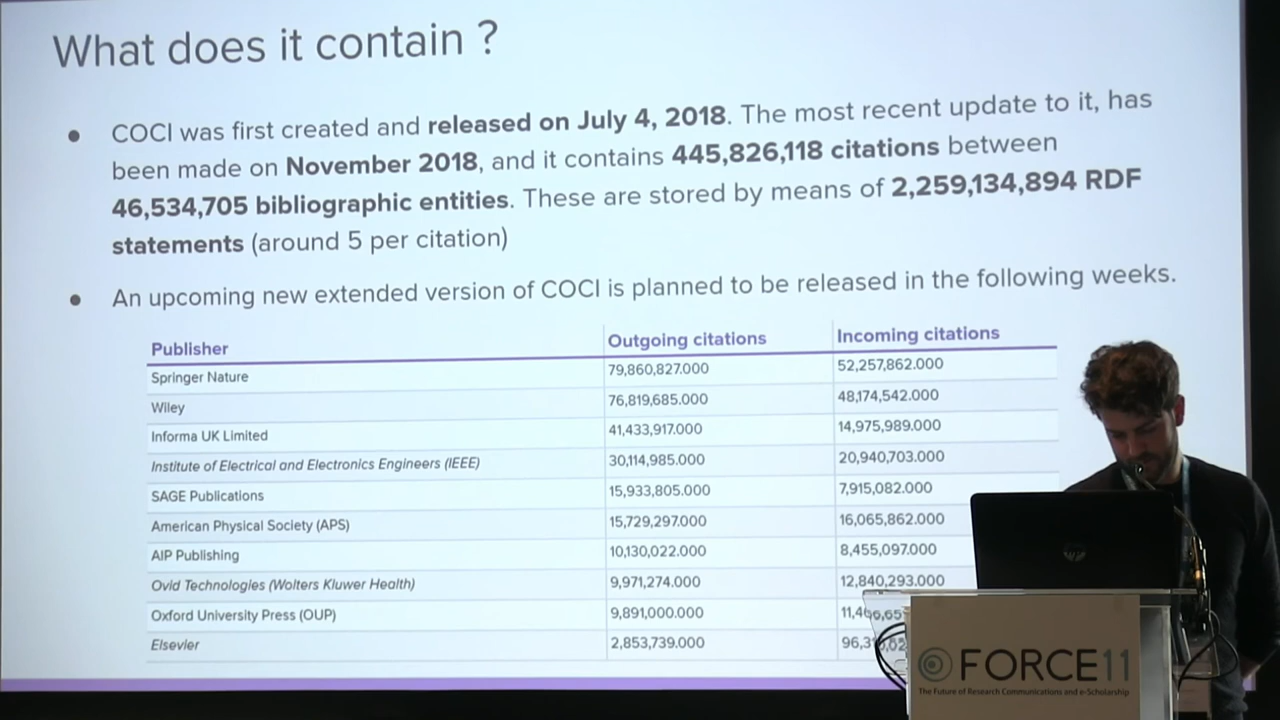 What does it contain ?
● COCI was first created and released on July 4, 2018. The most recent update to it, has
been made on November 2018, and it contains 445,826,118 citations between
46,534,705 bibliographic entities. These are stored by means of 2,259,134,894 RDF
statements (around 5 per citation)
● An upcoming new extended version of COCI is planned to be released in the following weeks.
Publisher Outgoing citations Incoming citations
Springer Nature 79,860,827.000 52,257,862.000
Wiley 76,819,685.000 48,174,542.000
Informa UK Limited 41,433,917.000 14,975,989.000
Institute of Electrical and Electronics Engineers (IEEE) 30,114,985.000 20,940,703.000
SAGE Publications 15,933,805.000 7,915,082.000
American Physical Society (APS) 15,729,297.000 16,065,862.000
AIP Publishing 10,130,022.000 8,455,097.000
Ovid Technologies (Wolters Kluwer Health) 9,971,274.000 12,840,293.000
Oxford University Press (OUP) 9,891,000.000
Elsevier 2,853,739.000
FORCE11
The Future of Research Communications and e-Scholarship